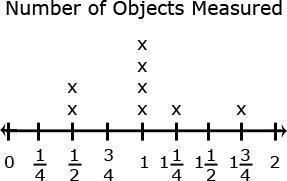 Number of Objects Measured
x
x
x x
x x x x
0 1/4 1/2 3/4 1 1 1/4 1 1/2 1 3/4 2